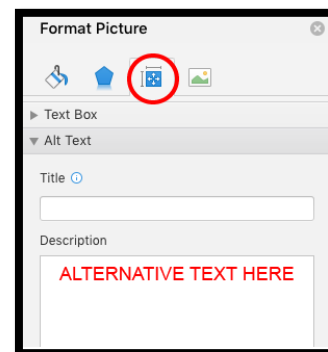 Format Picture
Text Box
Alt Text
Title
Description
ALTERNATIVE TEXT HERE